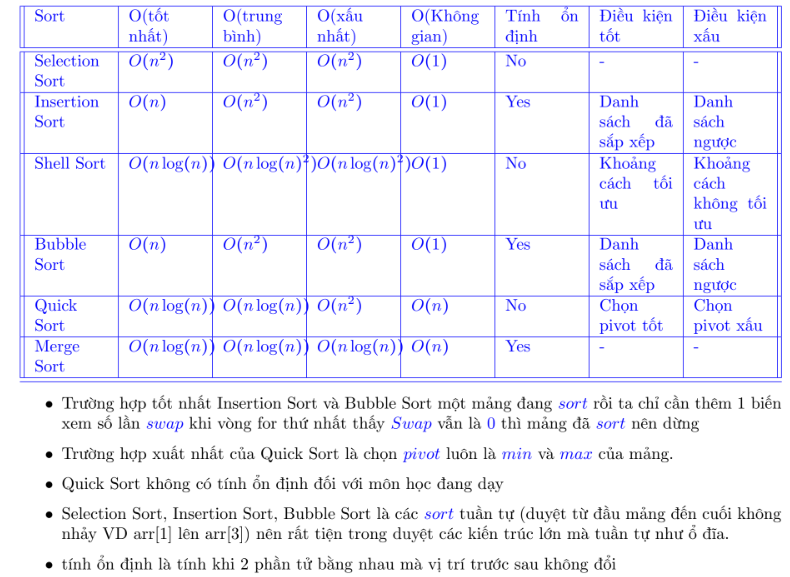 Sort O(tốt nhất) O(trung bình) O(xấu nhất) O(Không gian) Tính ổn định Điều kiện tốt Điều kiện xấu
Selection Sort O(n²) O(n²) O(n²) O(1) No - -
Insertion Sort O(n) O(n²) O(n²) O(1) Yes Danh sách đã sắp xếp Danh sách ngược
Shell Sort O(n log(n)) O(n log(n)²) O(n log(n)²) O(1) No Khoảng cách tối ưu Khoảng cách không tối ưu
Bubble Sort O(n) O(n²) O(n²) O(1) Yes Danh sách đã sắp xếp Danh sách ngược
Quick Sort O(n log(n)) O(n log(n)) O(n²) O(n) No Chọn pivot tốt Chọn pivot xấu
Merge Sort O(n log(n)) O(n log(n)) O(n log(n)) O(n) Yes - -
• Trường hợp tốt nhất Insertion Sort và Bubble Sort một mảng đang sort rồi ta chỉ cần thêm 1 biến
xem số lần swap khi vòng for thứ nhất thấy Swap vẫn là 0 thì mảng đã sort nên dừng
• Trường hợp xuất nhất của Quick Sort là chọn pivot luôn là min và max của mảng.
• Quick Sort không có tính ổn định đối với môn học đang dạy
• Selection Sort, Insertion Sort, Bubble Sort là các sort tuần tự (duyệt từ đầu mảng đến cuối không
nhảy VD arr[1] lên arr[3]) nên rất tiện trong duyệt các kiến trúc lớn mà tuần tự như ổ đĩa.
• tính ổn định là tính khi 2 phần tử bằng nhau mà vị trí trước sau không đổi